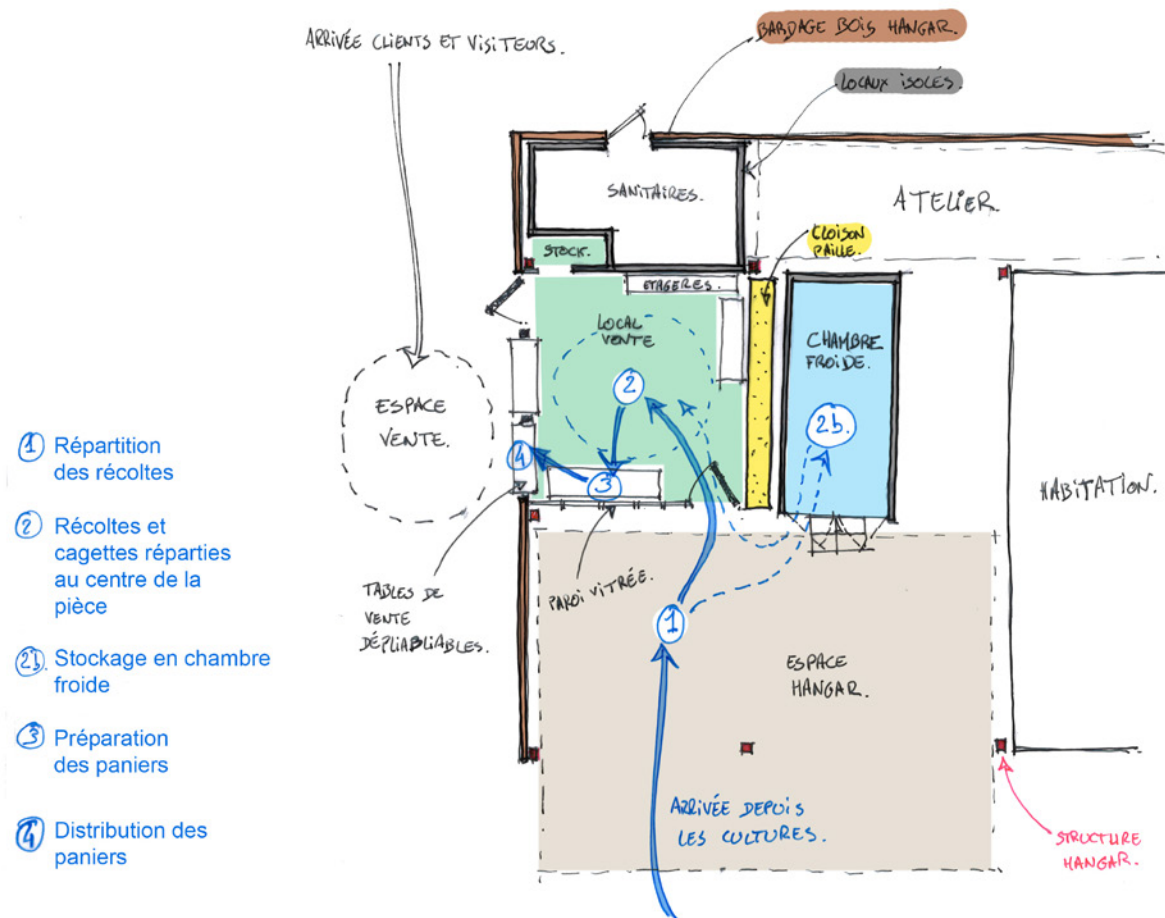 ARRIVÉE CLIENTS ET VISITEURS.
BARDAGE BOIS HANGAR.
LOCAUX ISOLÉS.
SANITAIRES.
ATELIER.
STOCK.
CLOISON
PAILLE.
ETAGERES.
LOCAL
VENTE
CHAMBRE
FROIDE.
2
2b.
ESPACE
VENTE.
4
3
HABITATION.
1 Répartition
des récoltes
2 Récoltes et
cagettes réparties
au centre de la
pièce
2b. Stockage en chambre
froide
3 Préparation
des paniers
4 Distribution des
paniers
TABLES DE
VENTE
DÉPLIABLIABLES.
PAROI VITRÉE.
1
ESPACE
HANGAR.
ARRIVÉE DEPUIS
LES CULTURES.
STRUCTURE
HANGAR.